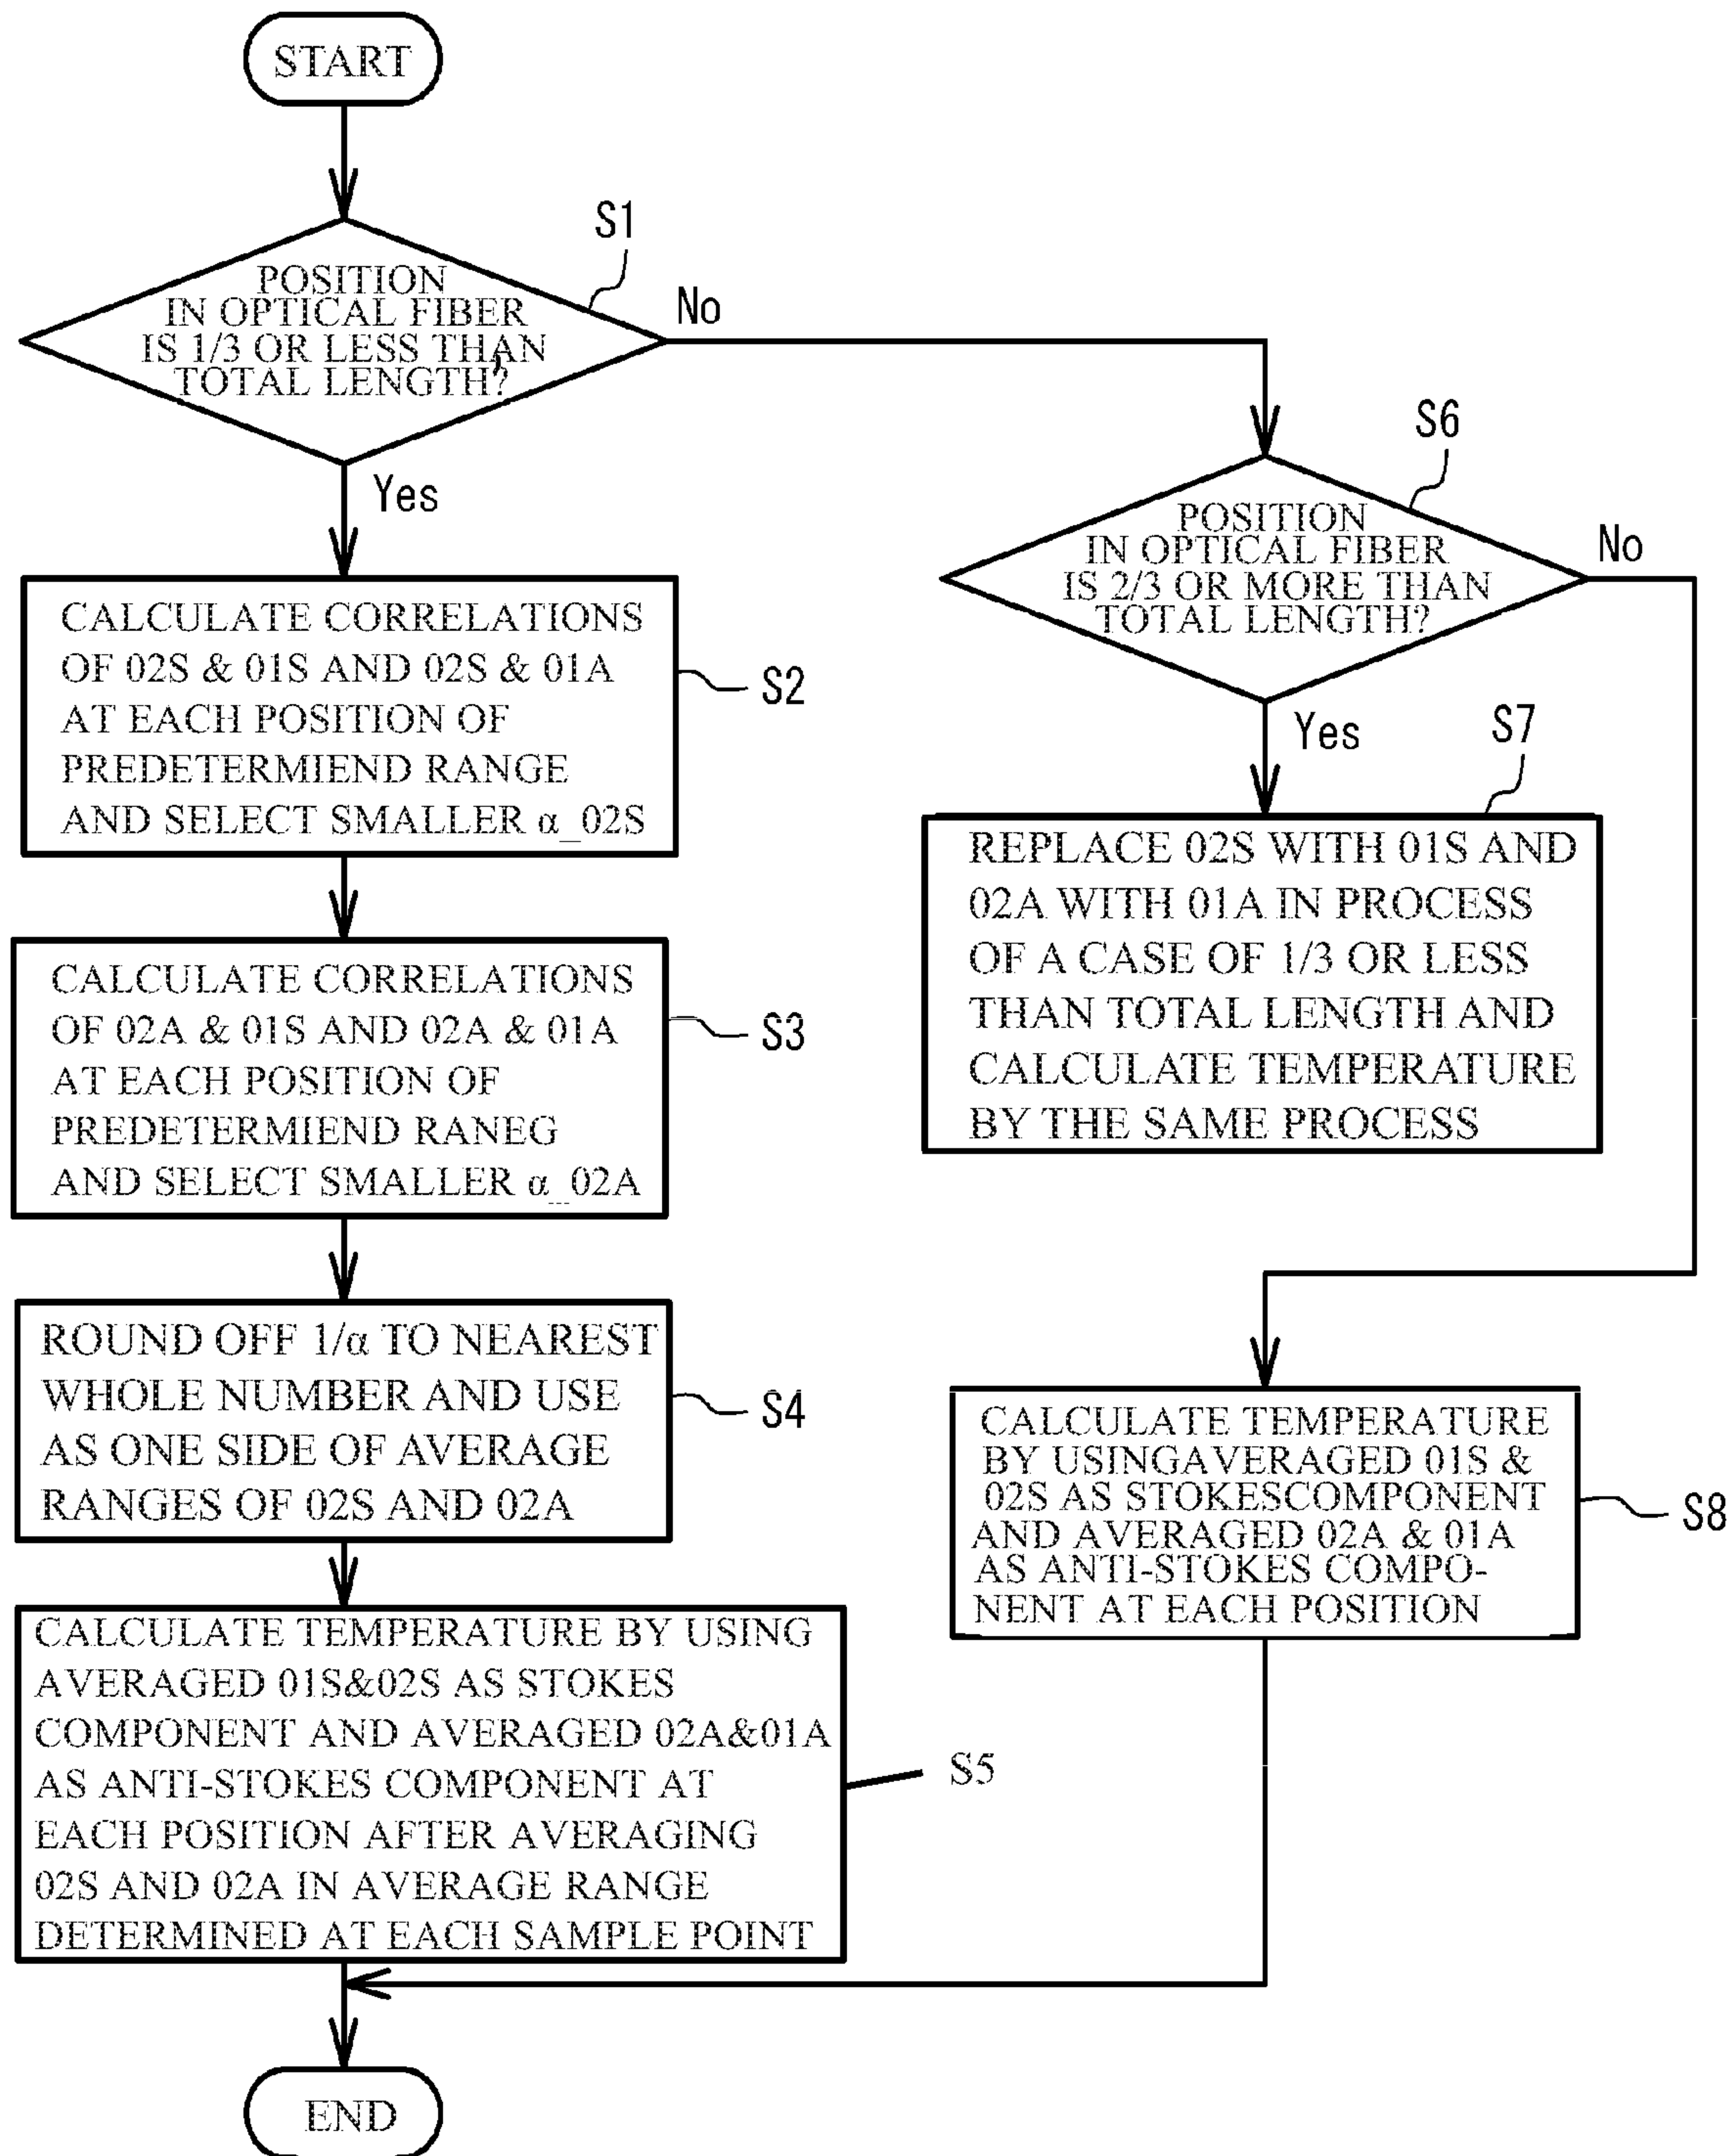 START
S1
POSITION
IN OPTICAL FIBER
IS 1/3 OR LESS THAN
TOTAL LENGTH?
No
Yes
S6
POSITION
IN OPTICAL FIBER
IS 2/3 OR MORE THAN
TOTAL LENGTH?
No
Yes
CALCULATE CORRELATIONS
OF 02S & 01S AND 02S & 01A
AT EACH POSITION OF
PREDETERMIEND RANGE
AND SELECT SMALLER α_02S
S2
S7
REPLACE 02S WITH 01S AND
02A WITH 01A IN PROCESS
OF A CASE OF 1/3 OR LESS
THAN TOTAL LENGTH AND
CALCULATE TEMPERATURE
BY THE SAME PROCESS
CALCULATE CORRELATIONS
OF 02A & 01S AND 02A & 01A
AT EACH POSITION OF
PREDETERMIEND RANEG
AND SELECT SMALLER α_02A
S3
ROUND OFF 1/α TO NEAREST
WHOLE NUMBER AND USE
AS ONE SIDE OF AVERAGE
RANGES OF 02S AND 02A
S4
CALCULATE TEMPERATURE
BY USINGAVERAGED 01S &
02S AS STOKESCOMPONENT
AND AVERAGED 02A & 01A
AS ANTI-STOKES COMPO-
NENT AT EACH POSITION
S8
CALCULATE TEMPERATURE BY USING
AVERAGED 01S&02S AS STOKES
COMPONENT AND AVERAGED 02A&01A
AS ANTI-STOKES COMPONENT AT
EACH POSITION AFTER AVERAGING
02S AND 02A IN AVERAGE RANGE
DETERMINED AT EACH SAMPLE POINT
S5
END